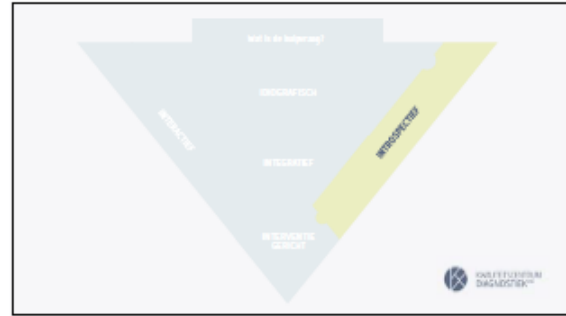 Wat is de hulpvraag?
IDIOGRAFISCH
INTERACTIEF
INTROSPECTIEF
INTEGRATIEF
INTERVENTIE
GERICHT
KWALITEITSCENTRUM
DIAGNOSTIEK